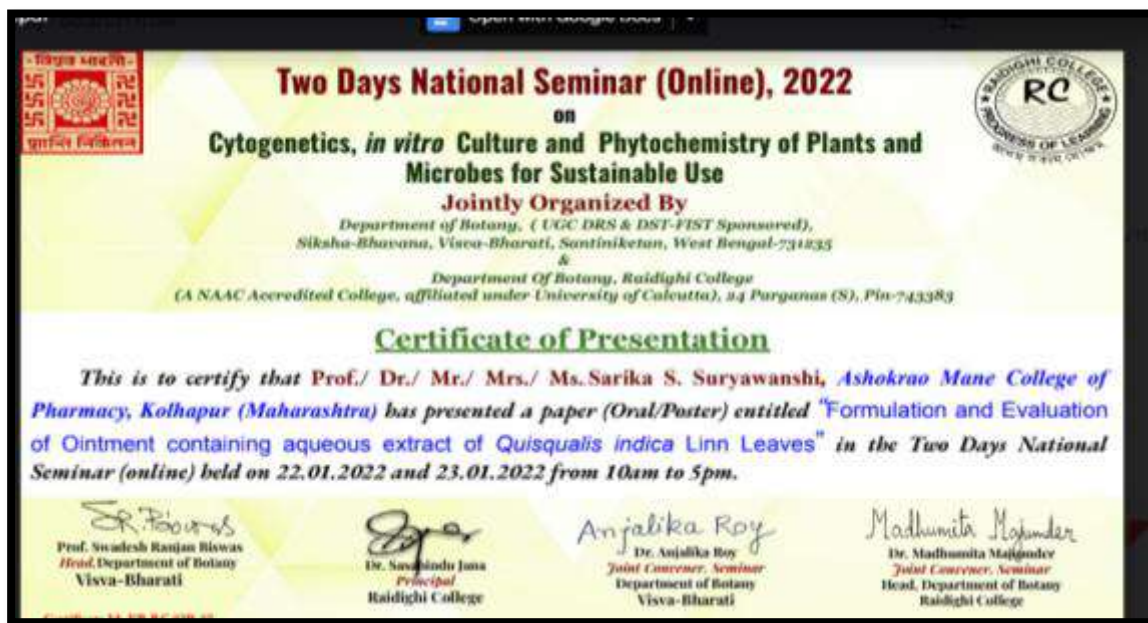 Open with Google Docs
विश्व भारती
Two Days National Seminar (Online), 2022
RAIDIGHI COLLEGE
RC
PROGRESS OF LEARNING
on
Cytogenetics, in vitro Culture and Phytochemistry of Plants and
Microbes for Sustainable Use
Jointly Organized By
Department of Botany, ( UGC DRS & DST-FIST Sponsored),
Siksha-Bhavana, Visva-Bharati, Santiniketan, West Bengal-731235
&
Department Of Botany, Raidighi College
(A NAAC Accredited College, affiliated under University of Calcutta), 24 Parganas (S), Pin-743383
Certificate of Presentation
This is to certify that Prof./ Dr./ Mr./ Mrs./ Ms. Sarika S. Suryawanshi, Ashokrao Mane College of
Pharmacy, Kolhapur (Maharashtra) has presented a paper (Oral/Poster) entitled "Formulation and Evaluation
of Ointment containing aqueous extract of Quisqualis indica Linn Leaves" in the Two Days National
Seminar (online) held on 22.01.2022 and 23.01.2022 from 10am to 5pm.
Anjalika Roy
Madhumita Majumder
Prof. Swadesh Ranjan Biswas
Head, Department of Botany
Visva-Bharati
Jana
Principal
Raidighi College
Dr. Anjalika Roy
Joint Convener, Seminar
Department of Botany
Visva-Bharati
Dr. Madhumita Majumder
Joint Convener, Seminar
Head, Department of Botany
Raidighi College